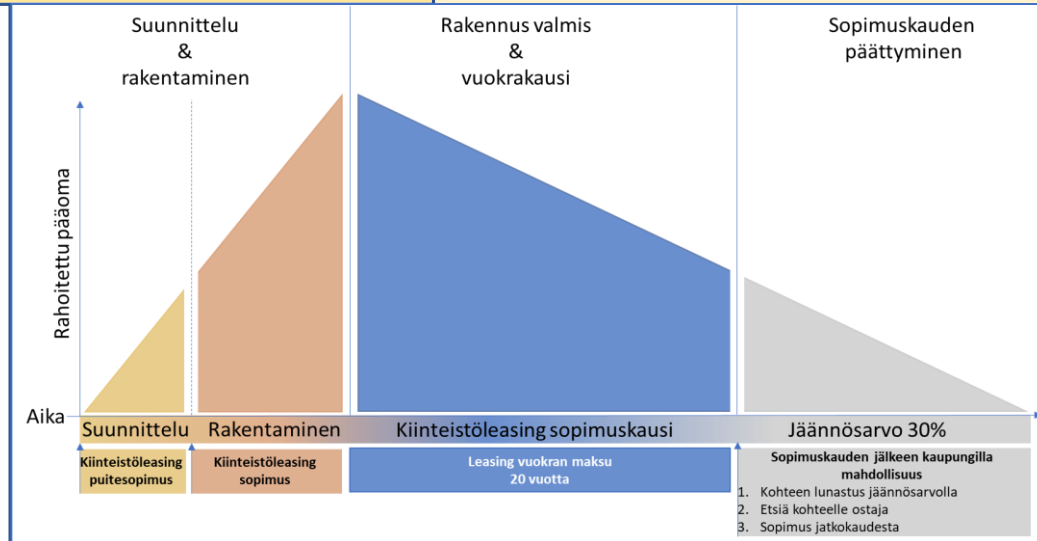 Suunnittelu
&
rakentaminen
Rakennus valmis
&
vuokrakausi
Sopimuskauden
päättyminen
Rahoitettu pääoma
Aika
Suunnittelu
Rakentaminen
Kiinteistöleasing sopimuskausi
Jäännösarvo 30%
Kiinteistöleasing
puitesopimus
Kiinteistöleasing
sopimus
Leasing vuokran maksu
20 vuotta
Sopimuskauden jälkeen kaupungilla
mahdollisuus
1. Kohteen lunastus jäännösarvolla
2. Etsiä kohteelle ostaja
3. Sopimus jatkokaudesta